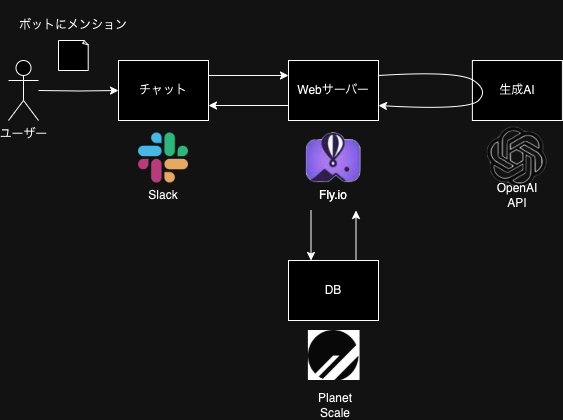 ボットにメンション
ユーザー
チャット
Webサーバー
生成AI
Slack
Fly.io
OpenAI
API
DB
Planet
Scale